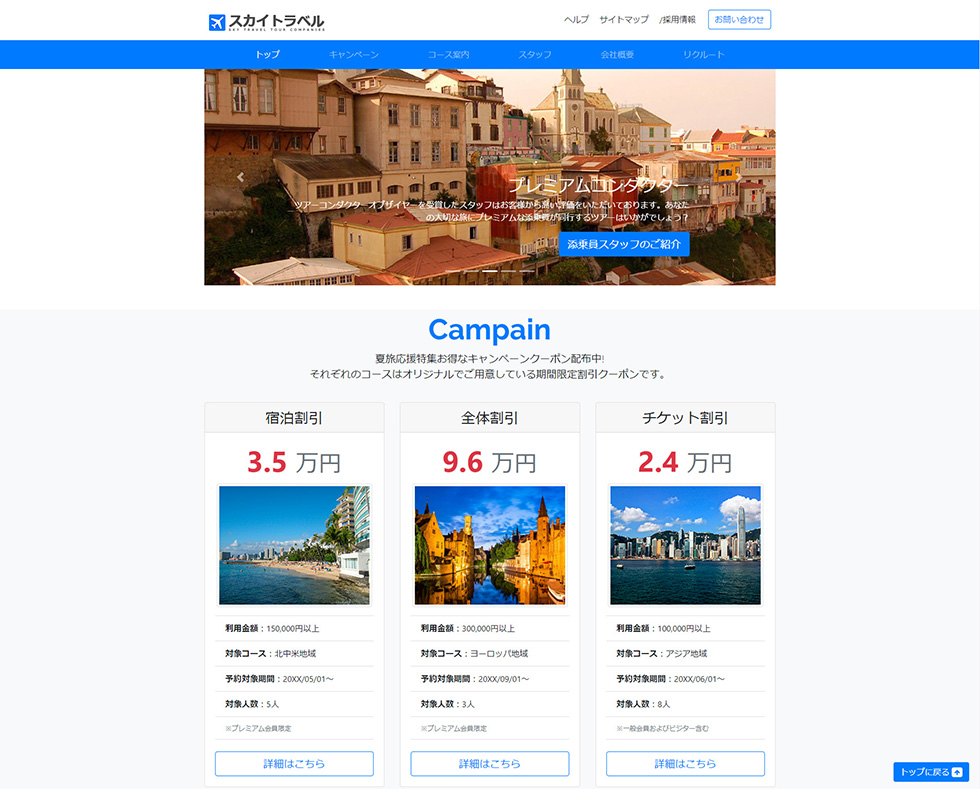 スカイトラベル
SKY TRAVEL TOUR COMPANIES
ヘルプ サイトマップ /採用情報 お問い合わせ
トップ キャンペーン コース案内 スタッフ 会社概要 リクルート
プレミアムコンダクター
ツアーコンダクターオブザイヤーを受賞したスタッフはお客様から高い評価をいただいております。あなた
の大切な旅にプレミアムな添乗員が同行するツアーはいかがでしょう?
添乗員スタッフのご紹介
Campain
夏旅応援特集お得なキャンペーンクーポン配布中!
それぞれのコースはオリジナルでご用意している期間限定割引クーポンです。
宿泊割引
3.5 万円
利用金額:150,000円以上
対象コース:北中米地域
予約対象期間:20XX/05/01〜
対象人数:5人
※プレミアム会員限定
詳細はこちら
全体割引
9.6 万円
利用金額:300,000円以上
対象コース:ヨーロッパ地域
予約対象期間:20XX/09/01〜
対象人数:3人
※プレミアム会員限定
詳細はこちら
チケット割引
2.4 万円
利用金額:100,000円以上
対象コース:アジア地域
予約対象期間:20XX/06/01〜
対象人数:8人
※一般会員およびビジター含む
詳細はこちら
トップに戻る